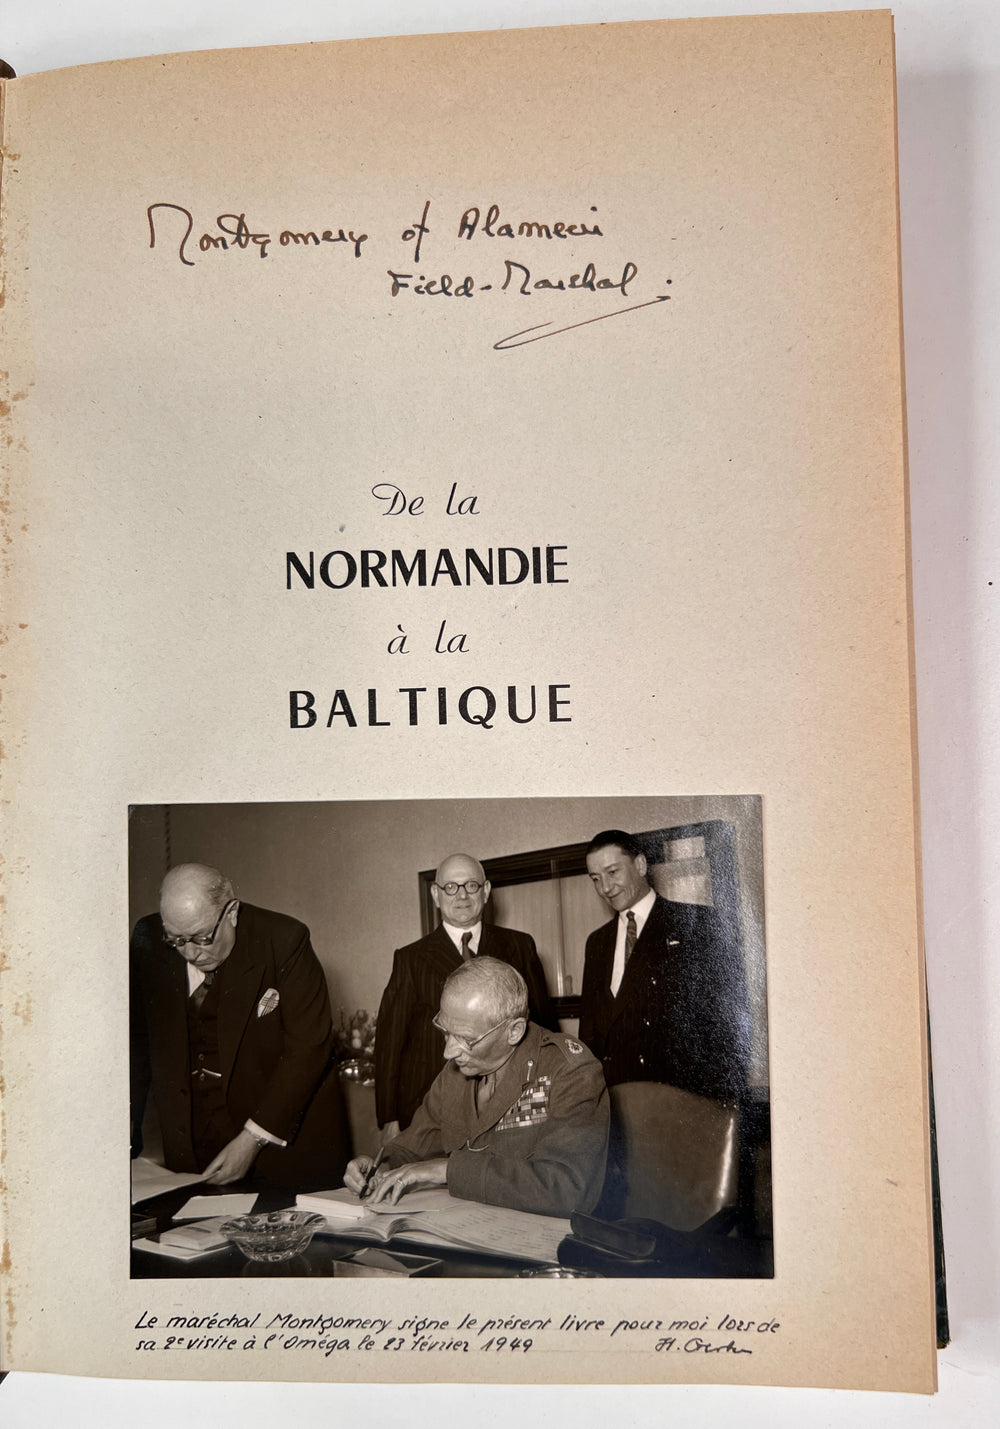 Montgomery of Alamein
Field-Marshal.
De la
NORMANDIE
à la
BALTIQUE
Le maréchal Montgomery signe le présent livre pour moi lors de
sa 2e visite à l'Oméga le 23 février 1949
H.